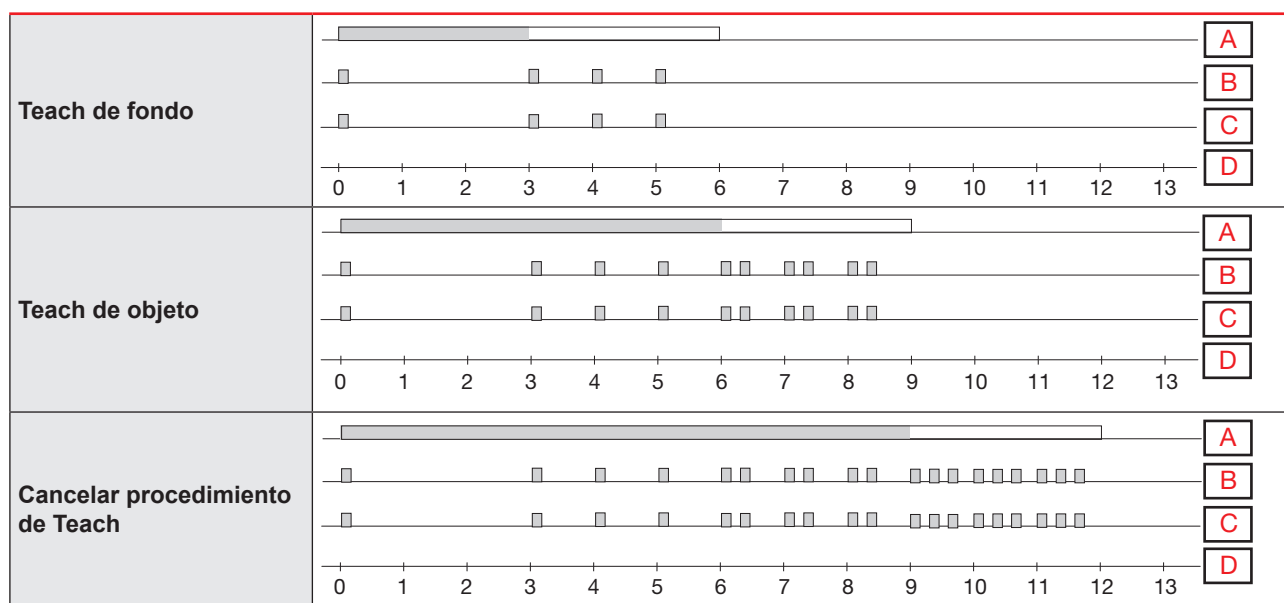 Teach de fondo
A
B
C
D
0 1 2 3 4 5 6 7 8 9 10 11 12 13
Teach de objeto
A
B
C
D
0 1 2 3 4 5 6 7 8 9 10 11 12 13
Cancelar procedimiento
de Teach
A
B
C
D
0 1 2 3 4 5 6 7 8 9 10 11 12 13